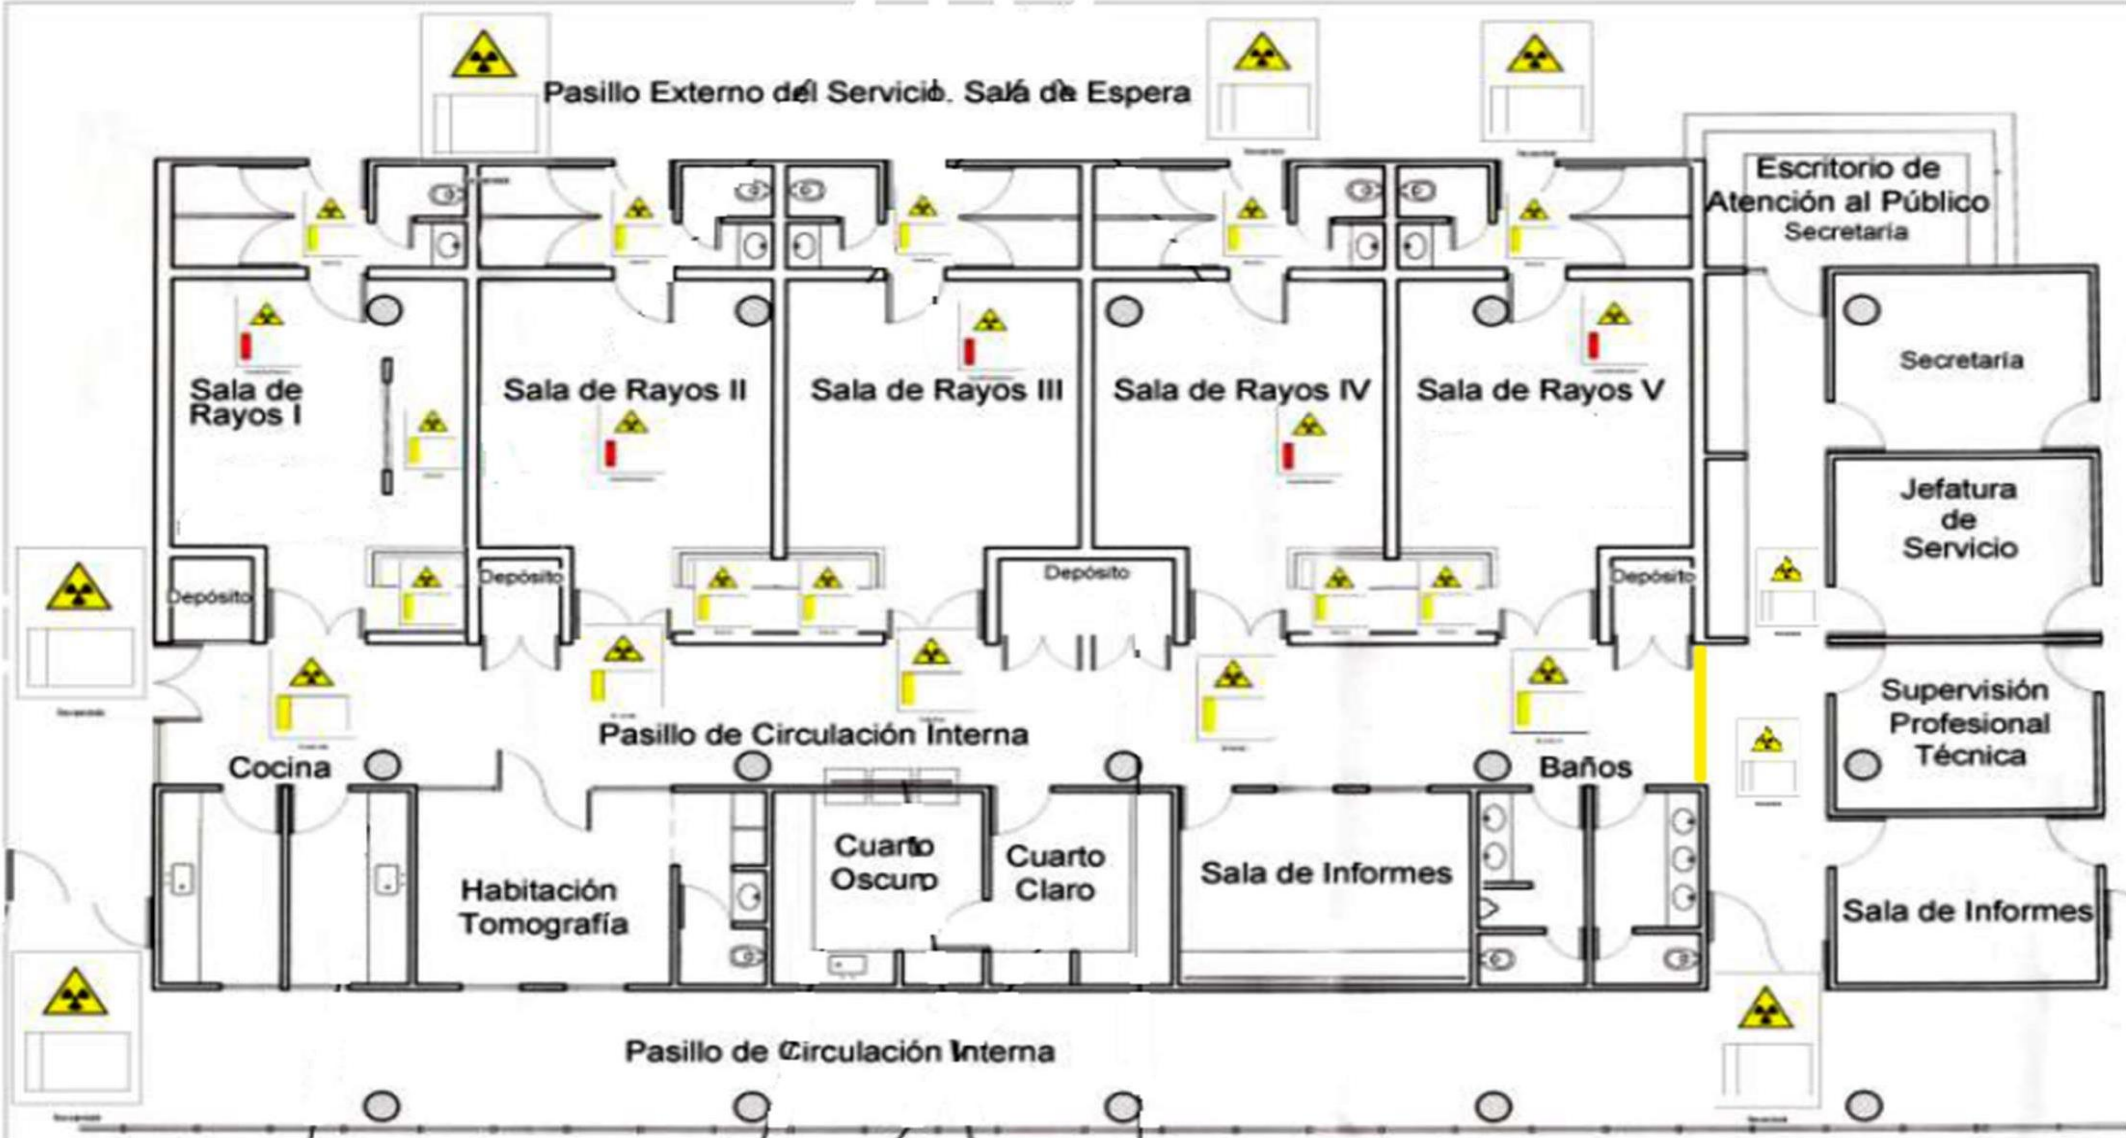 Pasillo Externo del Servicio. Sala de Espera
Escritorio de
Atención al Público
Secretaría
Sala de
Rayos I
Sala de Rayos II
Sala de Rayos III
Sala de Rayos IV
Sala de Rayos V
Secretaría
Jefatura
de
Servicio
Depósito
Depósito
Depósito
Depósito
Supervisión
Profesional
Técnica
Pasillo de Circulación Interna
Cocina
Baños
Habitación
Tomografía
Cuarto
Oscuro
Cuarto
Claro
Sala de Informes
Sala de Informes
Pasillo de Circulación Interna